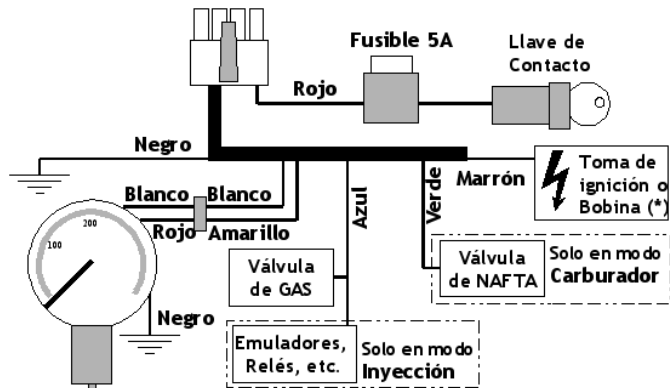 Fusible 5A
Llave de
Contacto
Rojo
Negro
Blanco
Blanco
Rojo
Amarillo
Azul
Verde
Marrón
Toma de
ignición o
Bobina (*)
200
100
Negro
Válvula
de GAS
Válvula
de NAFTA
Solo en modo
Carburador
Emuladores,
Relés, etc.
Solo en modo
Inyección